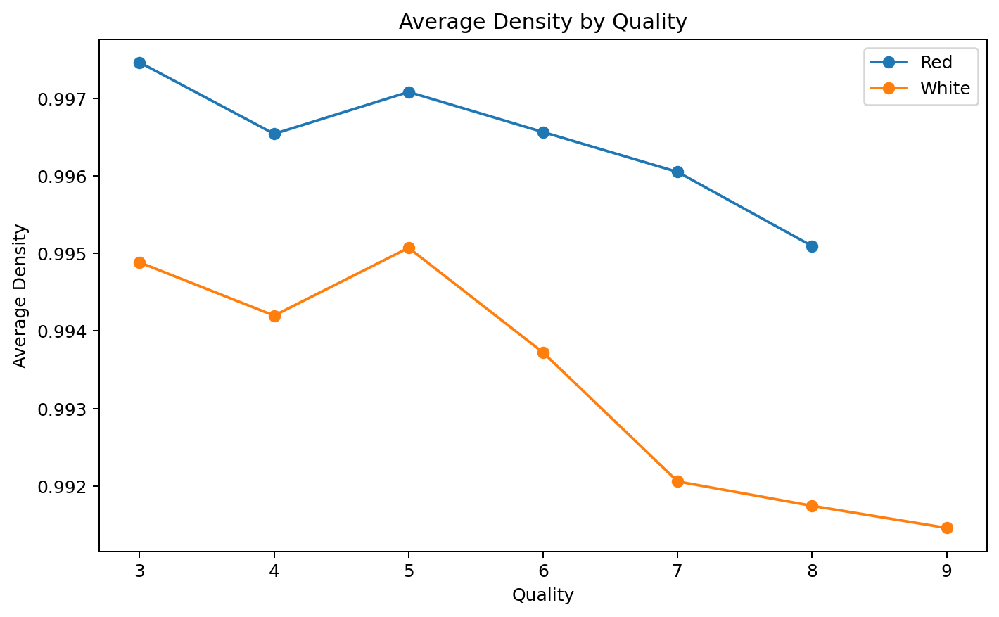 Average Density by Quality
Red
White
0.997
0.996
0.995
0.994
0.993
0.992
Average Density
3 4 5 6 7 8 9
Quality